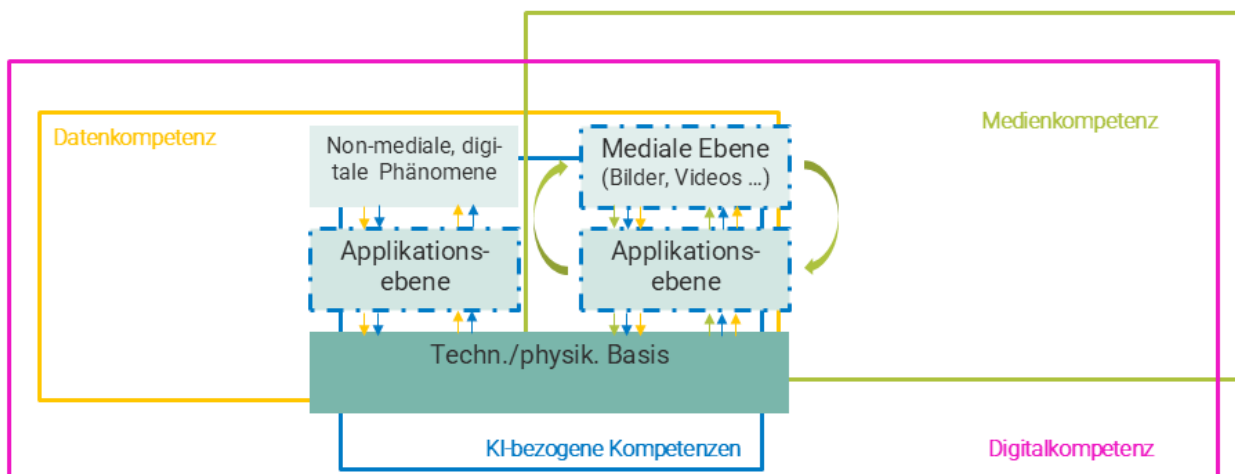 Medienkompetenz
Datenkompetenz
Non-mediale, digi-
tale Phänomene
Mediale Ebene
(Bilder, Videos ...)
Applikations-
ebene
Applikations-
ebene
Techn./physik. Basis
KI-bezogene Kompetenzen
Digitalkompetenz